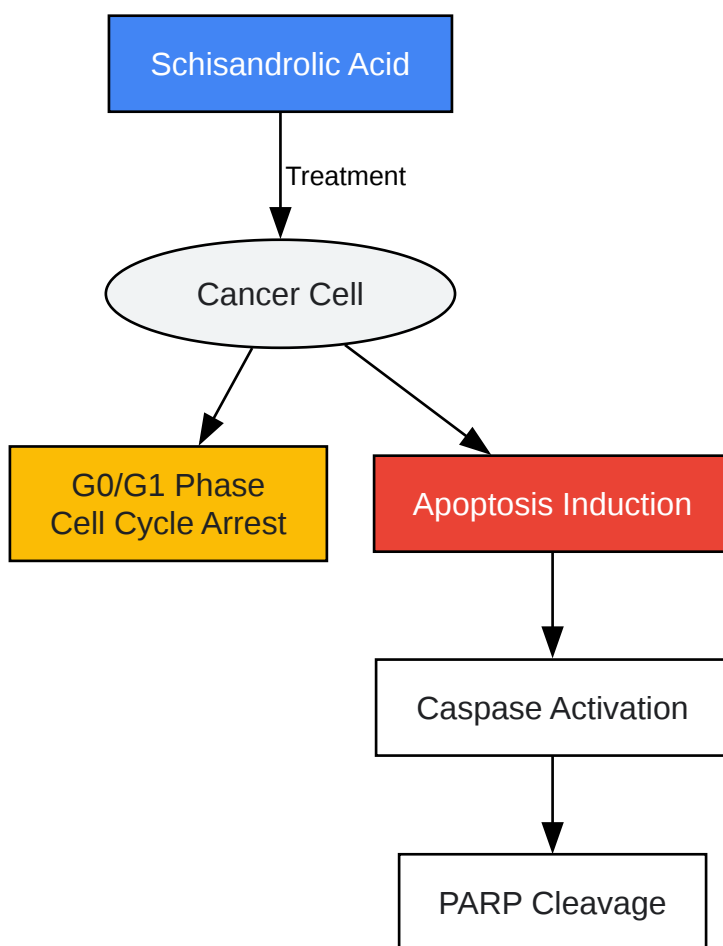 Schisandrolic Acid
Treatment
Cancer Cell
G0/G1 Phase
Cell Cycle Arrest
Apoptosis Induction
Caspase Activation
PARP Cleavage